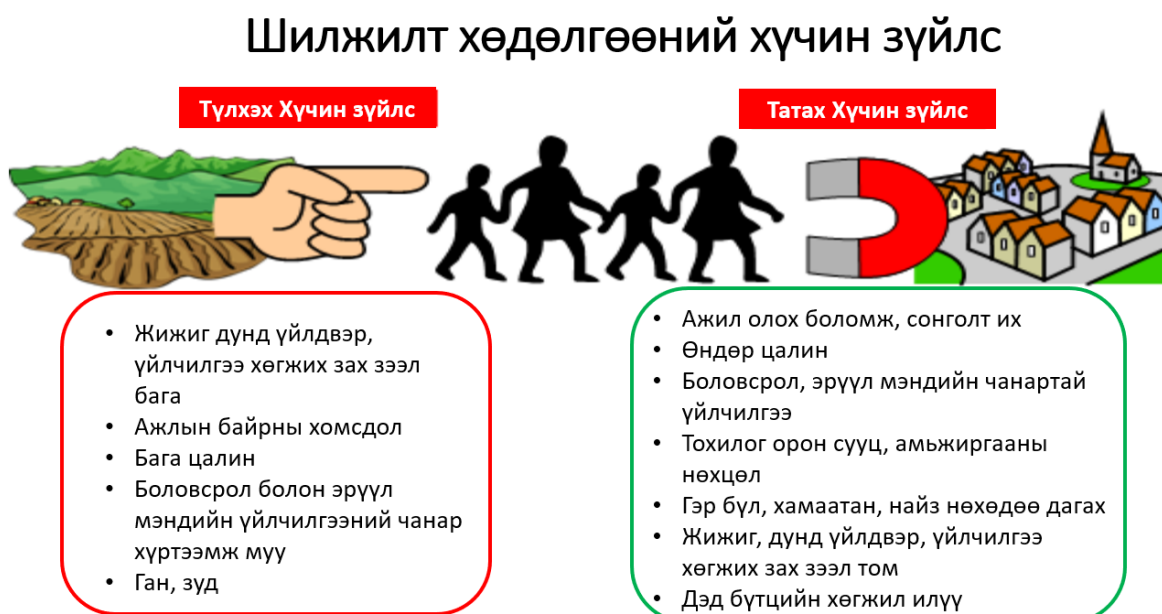 Шилжилт хөдөлгөөний хүчин зүйлс
Түлхэх Хүчин зүйлс
Татах Хүчин зүйлс
• Жижиг дунд үйлдвэр,
үйлчилгээ хөгжих зах зээл
бага
• Ажлын байрны хомсдол
• Бага цалин
• Боловсрол болон эрүүл
мэндийн үйлчилгээний чанар
хүртээмж муу
• Ган, зуд
• Ажил олох боломж, сонголт их
• Өндөр цалин
• Боловсрол, эрүүл мэндийн чанартай
үйлчилгээ
• Тохилог орон сууц, амьжиргааны
нөхцөл
• Гэр бүл, хамаатан, найз нөхөдөө дагах
• Жижиг, дунд үйлдвэр, үйлчилгээ
хөгжих зах зээл том
• Дэд бүтцийн хөгжил илүү